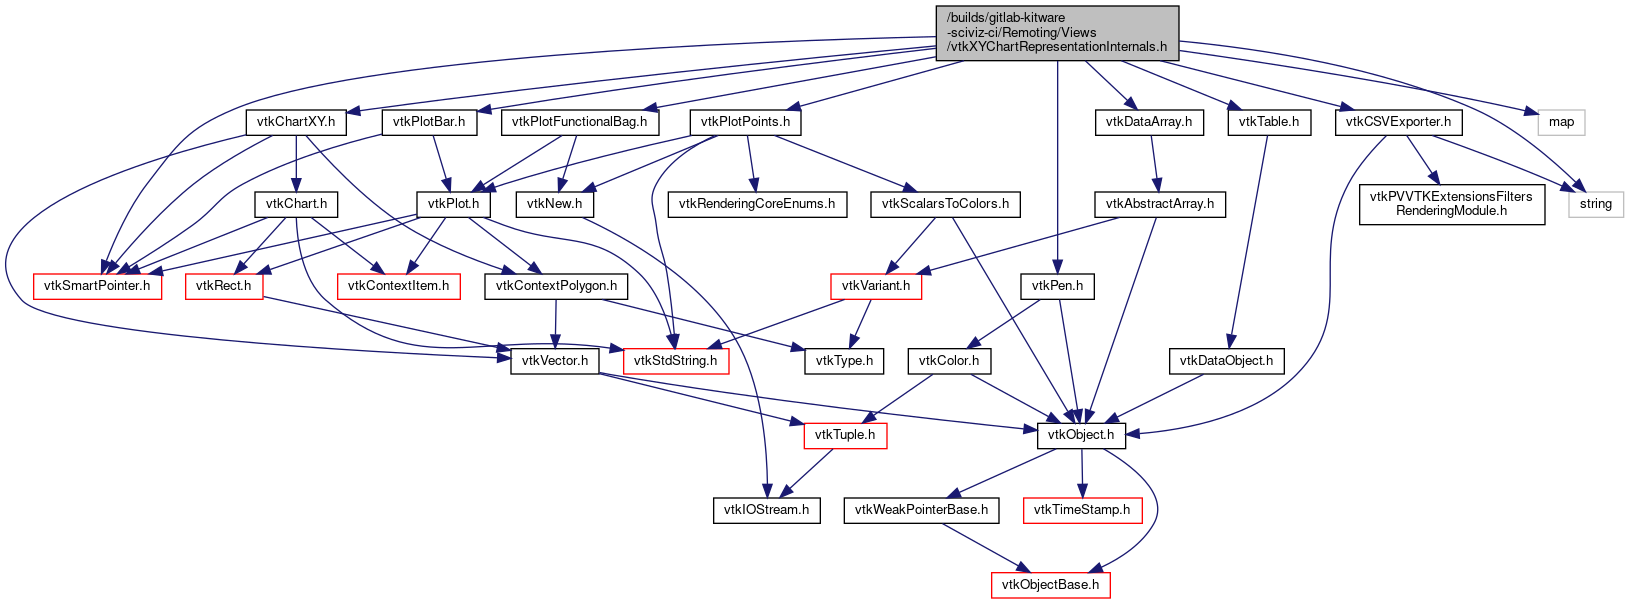 /builds/gitlab-kitware
-sciviz-ci/Remoting/Views
/vtkXYChartRepresentationInternals.h
vtkChartXY.h
vtkPlotBar.h
vtkPlotFunctionalBag.h
vtkPlotPoints.h
vtkDataArray.h
vtkTable.h
vtkCSVExporter.h
map
vtkChart.h
vtkPlot.h
vtkNew.h
vtkRenderingCoreEnums.h
vtkScalarsToColors.h
vtkAbstractArray.h
vtkPVVTKExtensionsFilters
RenderingModule.h
string
vtkSmartPointer.h
vtkRect.h
vtkContextItem.h
vtkContextPolygon.h
vtkVariant.h
vtkPen.h
vtkVector.h
vtkStdString.h
vtkType.h
vtkColor.h
vtkDataObject.h
vtkTuple.h
vtkObject.h
vtkIOStream.h
vtkWeakPointerBase.h
vtkTimeStamp.h
vtkObjectBase.h